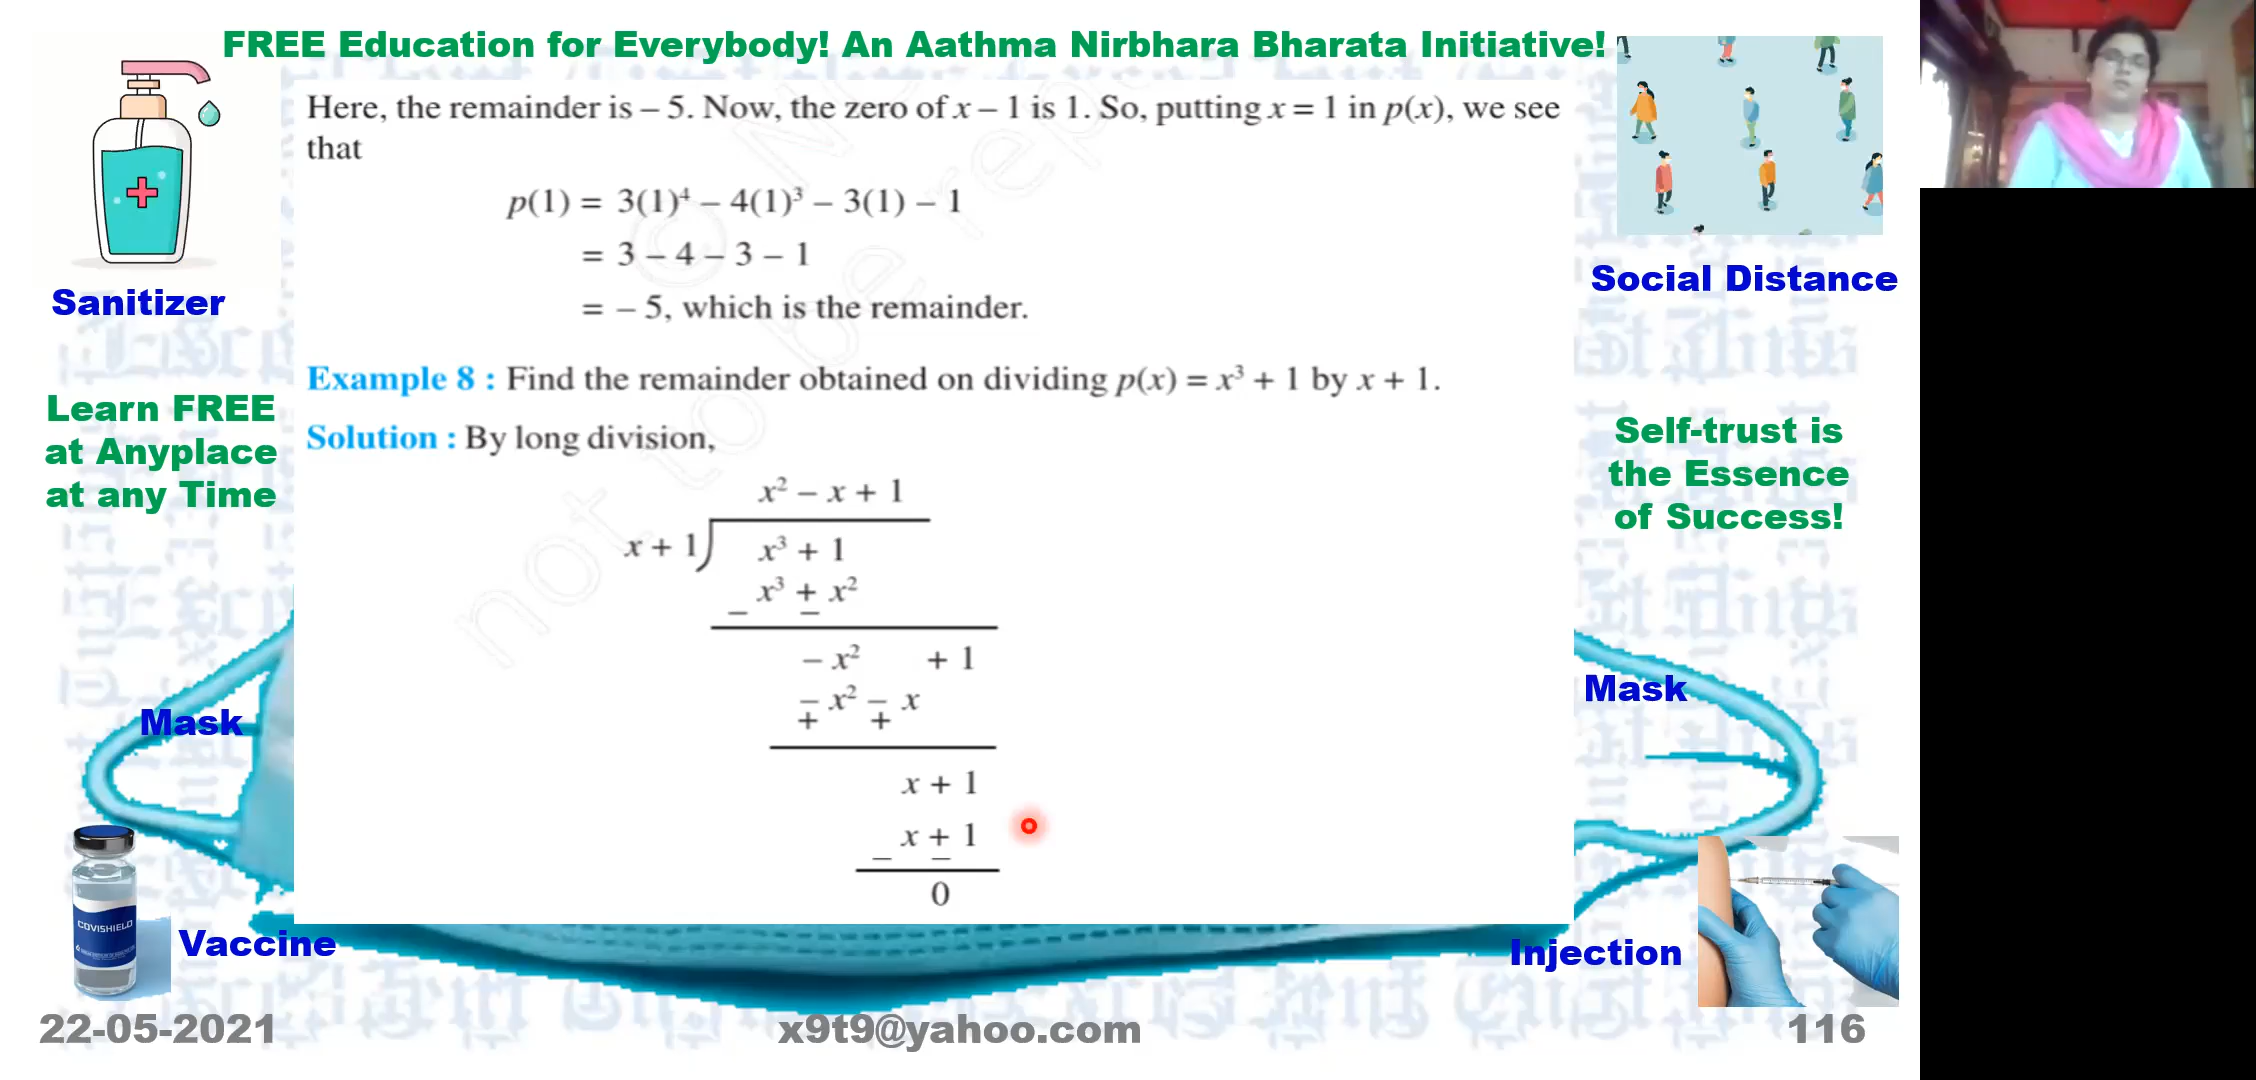 FREE Education for Everybody! An Aathma Nirbhara Bharata Initiative!
Here, the remainder is – 5. Now, the zero of x – 1 is 1. So, putting x = 1 in p(x), we see
that
p(1) = 3(1)⁴ – 4(1)³ – 3(1) – 1
= 3 – 4 – 3 – 1
= – 5, which is the remainder.
Example 8 : Find the remainder obtained on dividing p(x) = x³ + 1 by x + 1.
Solution : By long division,
x² – x + 1
x + 1 x³ + 1
x³ + x²
– –
– x² + 1
– x² – x
+ +
x + 1
x + 1
– –
0
Sanitizer
Learn FREE
at Anyplace
at any Time
Mask
COVISHIELD
Vaccine
Social Distance
Self-trust is
the Essence
of Success!
Mask
Injection
not to be rep
22-05-2021
x9t9@yahoo.com
116